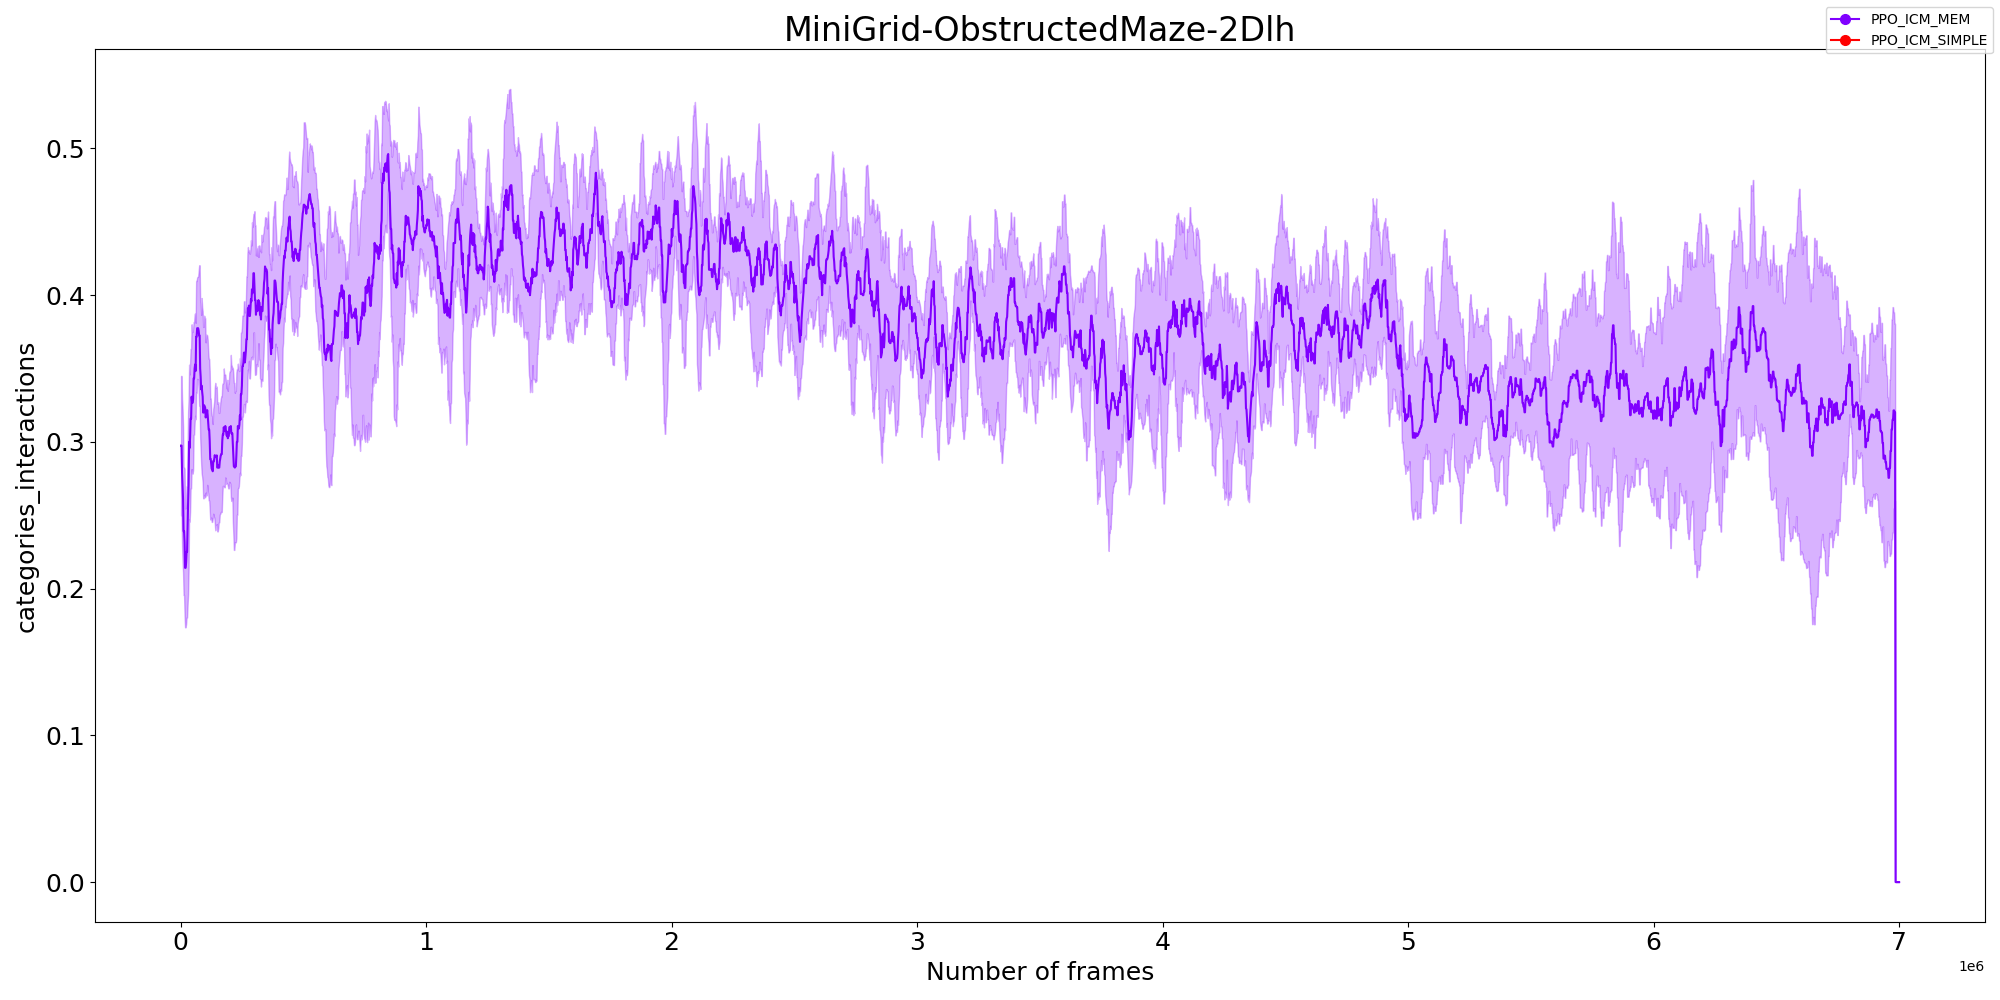 MiniGrid-ObstructedMaze-2Dlh
PPO_ICM_MEM
PPO_ICM_SIMPLE
categories_interactions
0.5
0.4
0.3
0.2
0.1
0.0
0 1 2 3 4 5 6 7
Number of frames
1e6